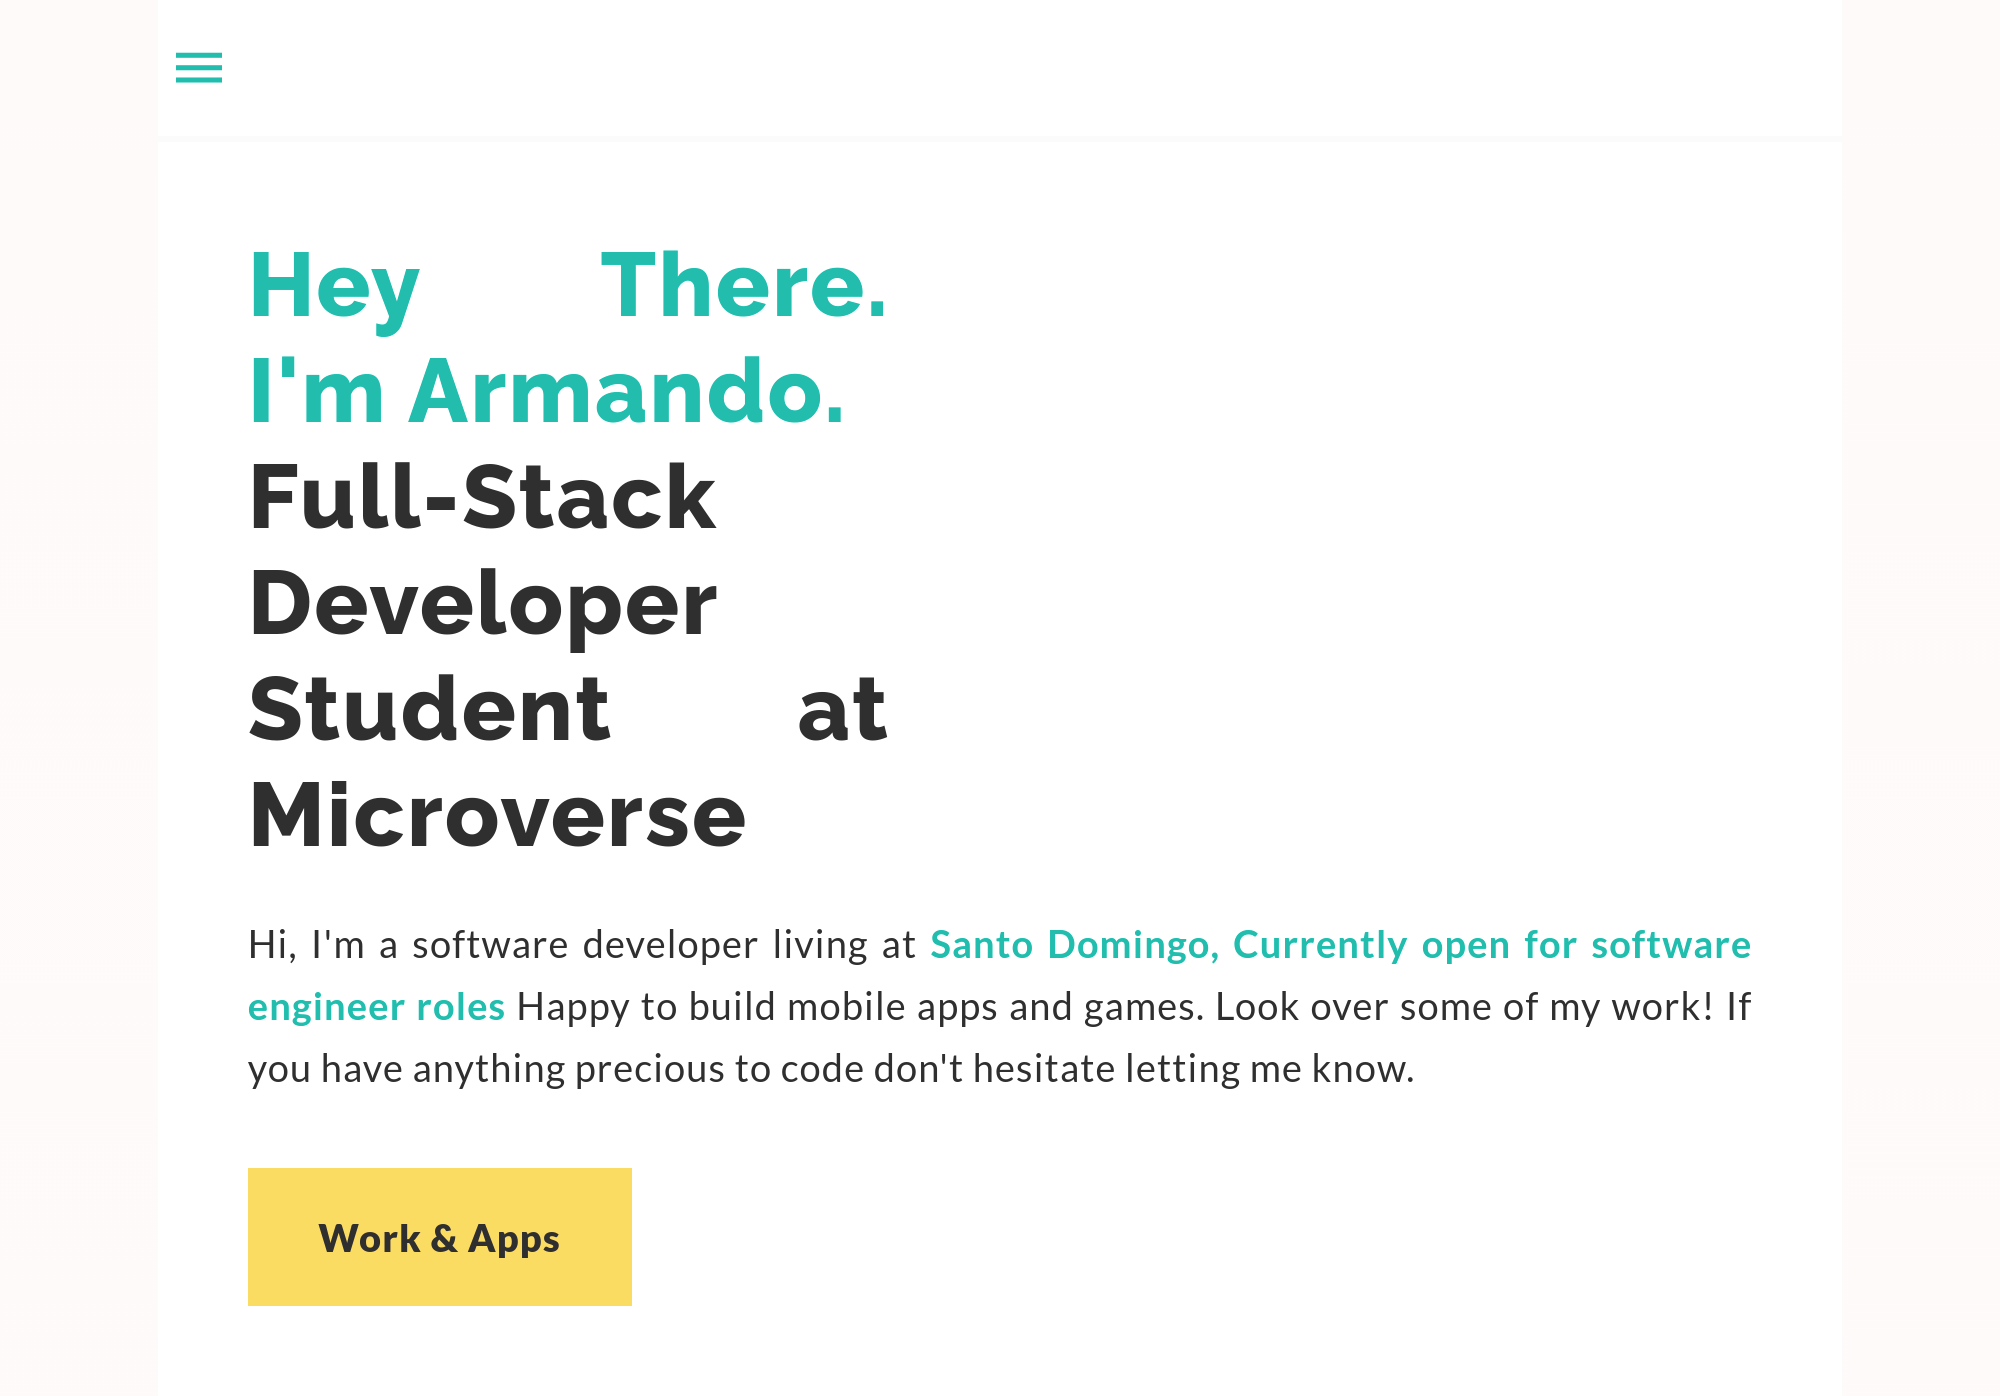 Hey There.
I'm Armando.
Full-Stack
Developer
Student at
Microverse
Hi, I'm a software developer living at Santo Domingo, Currently open for software
engineer roles Happy to build mobile apps and games. Look over some of my work! If
you have anything precious to code don't hesitate letting me know.
Work & Apps